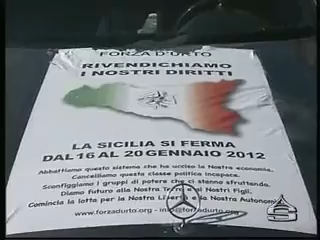 FORZA D'URTO
RIVENDICHIAMO
I NOSTRI DIRITTI
LA SICILIA SI FERMA
DAL 16 AL 20 GENNAIO 2012
Abbattiamo questo sistema che ha ucciso la Nostra economia.
Cancelliamo questa classe politica incapace.
Sconfiggiamo i gruppi di potere che ci stanno sfruttando.
Diamo futuro alla Nostra Terra e ai Nostri Figli.
Comincia la lotta per la Nostra Libertà e la Nostra Autonomia
www.forzadurto.org - info@forzadurto.org